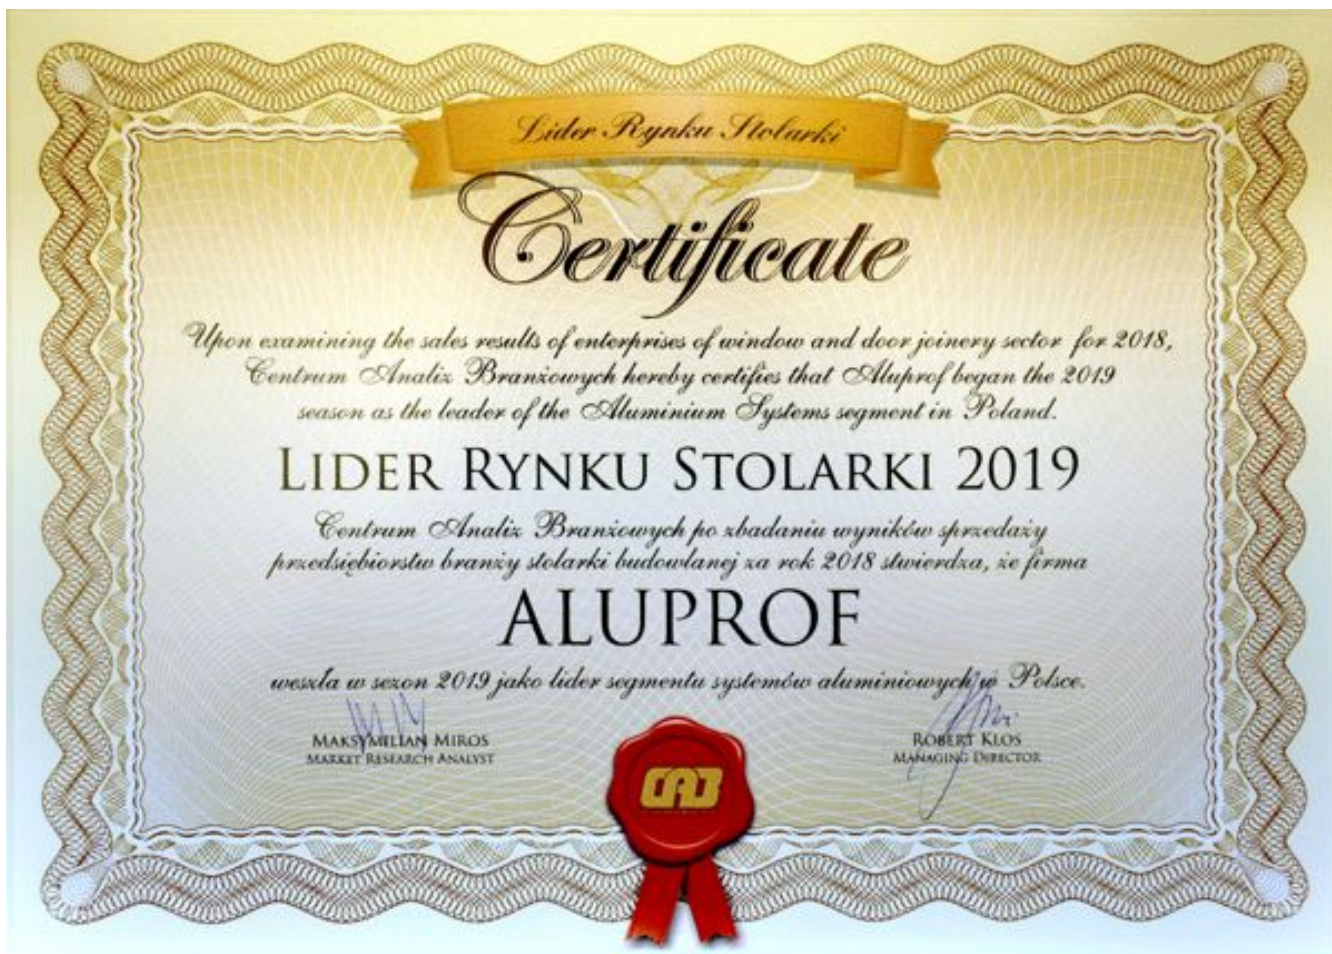 Lider Rynku Stolarki
Certificate
Upon examining the sales results of enterprises of window and door joinery sector for 2018,
Centrum Analiz Branżowych hereby certifies that Aluprof began the 2019
season as the leader of the Aluminium Systems segment in Poland.
LIDER RYNKU STOLARKI 2019
Centrum Analiz Branżowych po zbadaniu wyników sprzedaży
przedsiębiorstw branży stolarki budowlanej za rok 2018 stwierdza, że firma
ALUPROF
weszła w sezon 2019 jako lider segmentu systemów aluminiowych w Polsce.
MAKSYMILIAN MIROS
MARKET RESEARCH ANALYST
ROBERT KLOS
MANAGING DIRECTOR
CAB